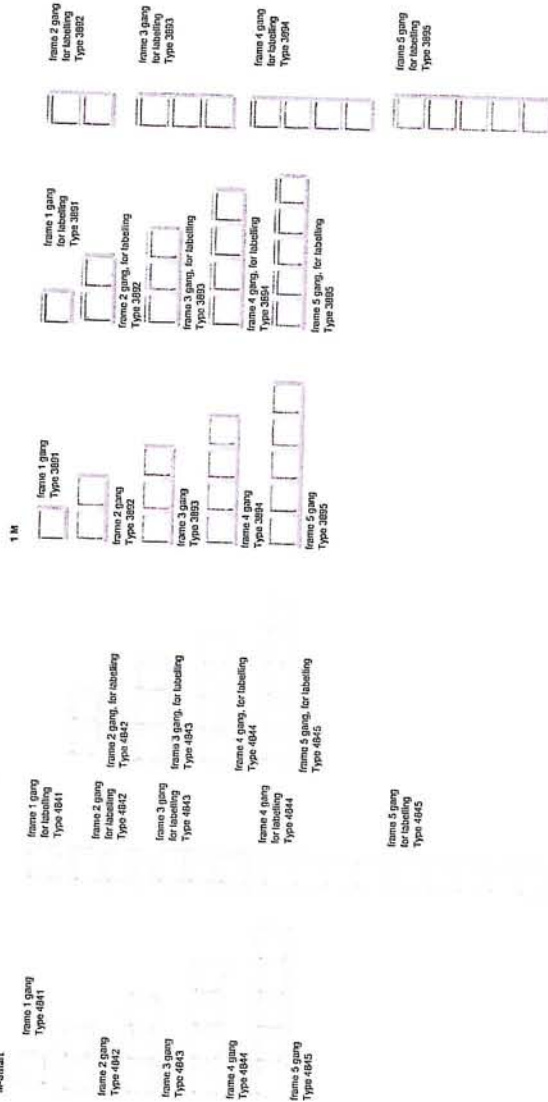 M-smart
frame 1 gang
Type 4841
frame 2 gang
Type 4842
frame 3 gang
Type 4843
frame 4 gang
Type 4844
frame 5 gang
Type 4845
frame 1 gang
for labelling
Type 4841
frame 2 gang
for labelling
Type 4842
frame 3 gang
for labelling
Type 4843
frame 4 gang
for labelling
Type 4844
frame 5 gang
for labelling
Type 4845
frame 2 gang, for labelling
Type 4842
frame 3 gang, for labelling
Type 4843
frame 4 gang, for labelling
Type 4844
frame 5 gang, for labelling
Type 4845
1 M
frame 1 gang
Type 3891
frame 2 gang
Type 3892
frame 3 gang
Type 3893
frame 4 gang
Type 3894
frame 5 gang
Type 3895
frame 1 gang
for labelling
Type 3891
frame 2 gang, for labelling
Type 3892
frame 3 gang, for labelling
Type 3893
frame 4 gang, for labelling
Type 3894
frame 5 gang, for labelling
Type 3895
frame 2 gang
for labelling
Type 3892
frame 3 gang
for labelling
Type 3893
frame 4 gang
for labelling
Type 3894
frame 5 gang
for labelling
Type 3895